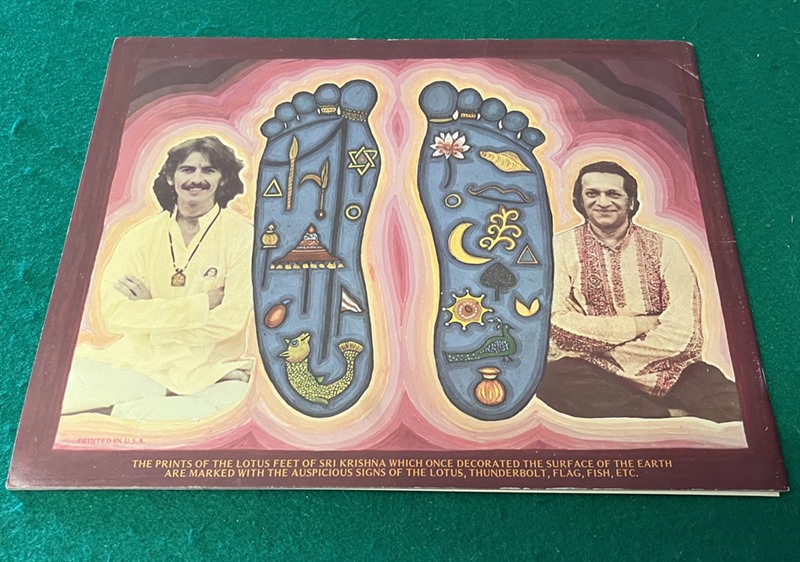 PRINTED IN U.S.A.
THE PRINTS OF THE LOTUS FEET OF SRI KRISHNA WHICH ONCE DECORATED THE SURFACE OF THE EARTH
ARE MARKED WITH THE AUSPICIOUS SIGNS OF THE LOTUS, THUNDERBOLT, FLAG, FISH, ETC.